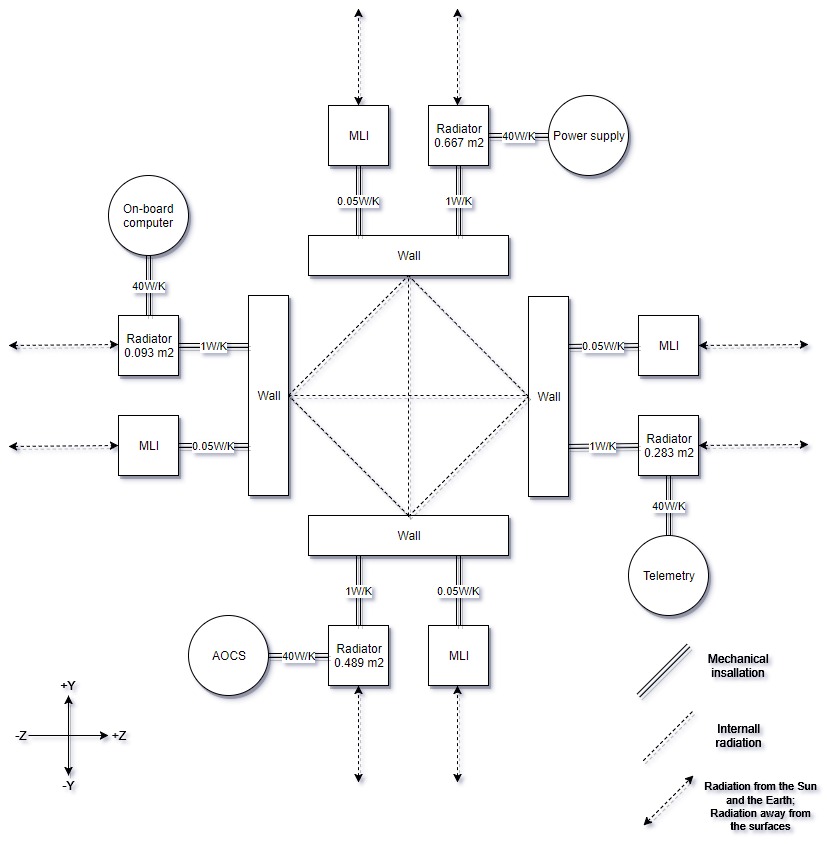 MLI
Radiator
0.667 m2
40W/K
Power supply
0.05W/K
1W/K
Wall
On-board
computer
40W/K
Radiator
0.093 m2
1W/K
Wall
MLI
0.05W/K
Wall
0.05W/K
MLI
1W/K
Radiator
0.283 m2
40W/K
Telemetry
Wall
1W/K
0.05W/K
AOCS
40W/K
Radiator
0.489 m2
MLI
Mechanical
insallation
Internall
radiation
Radiation from the Sun
and the Earth;
Radiation away from
the surfaces
+Y
-Z
+Z
-Y